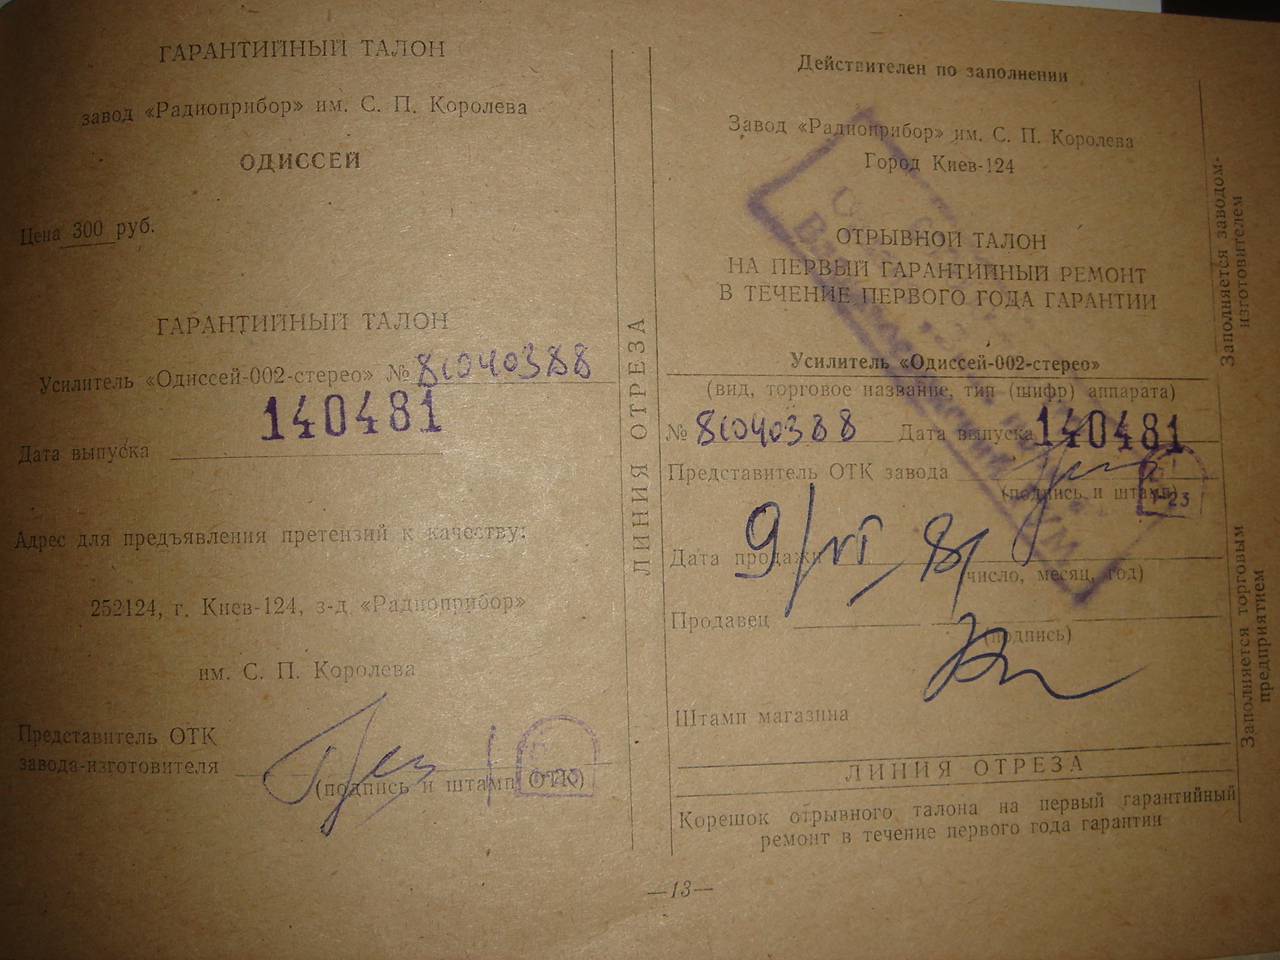 ГАРАНТИЙНЫЙ ТАЛОН
завод «Радиоприбор» им. С. П. Королева
ОДИССЕЙ
Цена 300 руб.
ГАРАНТИЙНЫЙ ТАЛОН
Усилитель «Одиссей-002-стерео» № 81040388
140481
Дата выпуска
Адрес для предъявления претензий к качеству:
252124, г. Киев-124, з-д «Радиоприбор»
им. С. П. Королева
Представитель ОТК
завода-изготовителя
(подпись и штамп ОТК)
ЛИНИЯ ОТРЕЗА
Действителен по заполнении
Завод «Радиоприбор» им. С. П. Королева
Город Киев-124
ОТРЫВНОЙ ТАЛОН
НА ПЕРВЫЙ ГАРАНТИЙНЫЙ РЕМОНТ
В ТЕЧЕНИЕ ПЕРВОГО ГОДА ГАРАНТИИ
Усилитель «Одиссей-002-стерео»
(вид, торговое название, тип (шифр) аппарата)
№ 81040388 Дата выпуска 140481
Представитель ОТК завода
(подпись и штамп)
Дата продажи 9/VI 81
(число, месяц, год)
Продавец
(подпись)
Штамп магазина
ЛИНИЯ ОТРЕЗА
Корешок отрывного талона на первый гарантийный
ремонт в течение первого года гарантии
Заполняется заводом-
изготовителем
Заполняется торговым
предприятием
—13—